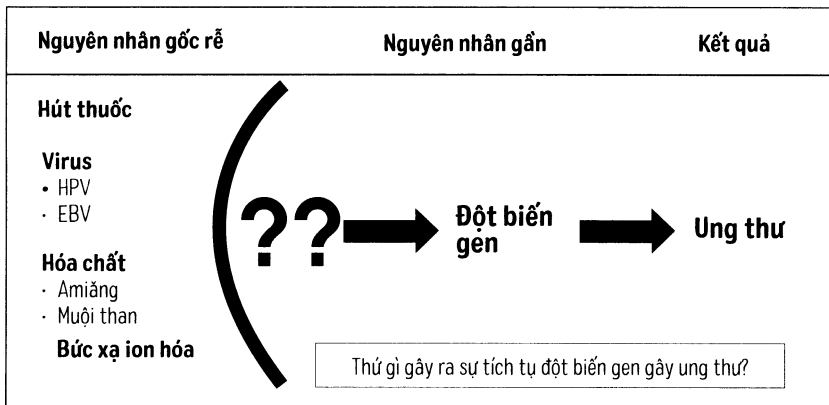 Nguyên nhân gốc rễ
Nguyên nhân gần
Kết quả
Hút thuốc
Virus
• HPV
· EBV
Hóa chất
· Amiăng
· Muội than
Bức xạ ion hóa
??
Đột biến
gen
Ung thư
Thứ gì gây ra sự tích tụ đột biến gen gây ung thư?